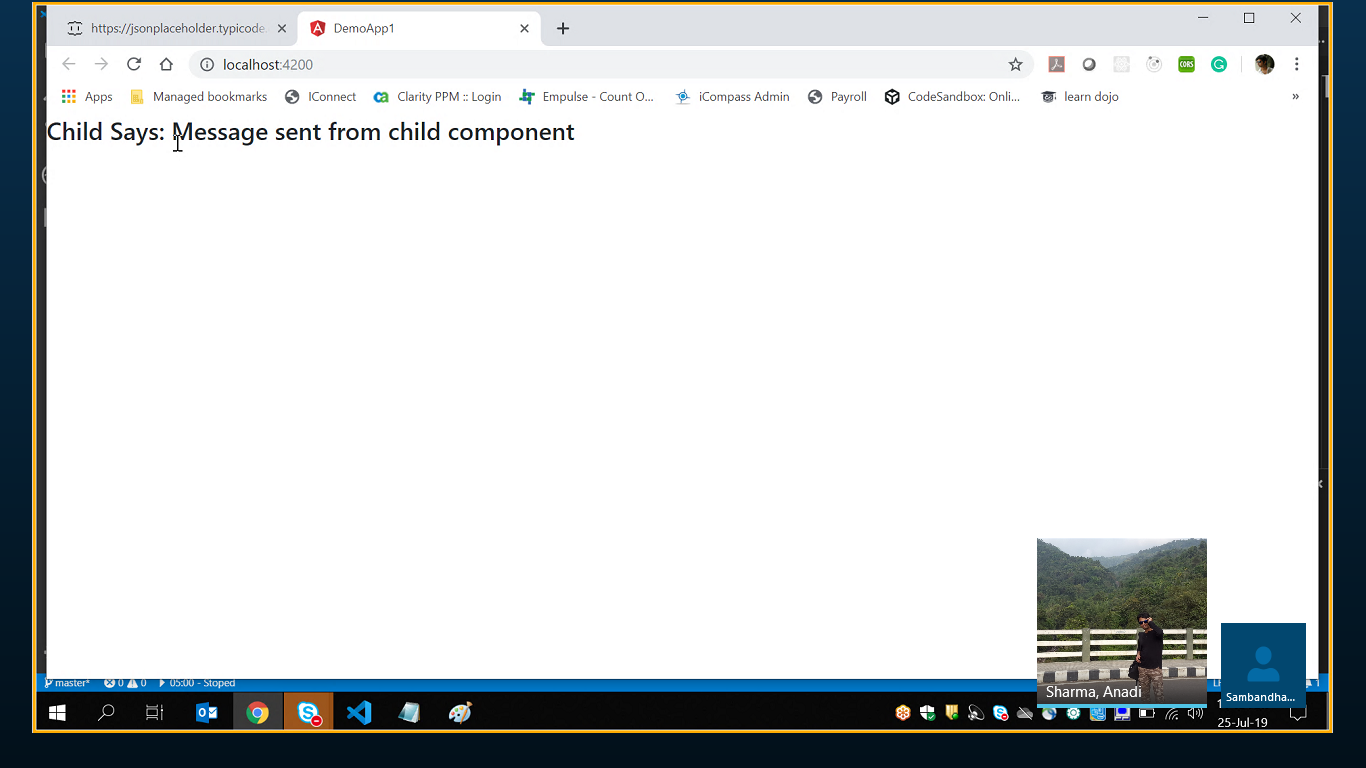 https://jsonplaceholder.typicode.
DemoApp1
localhost:4200
CORS
Apps
Managed bookmarks
IConnect
ca
Clarity PPM :: Login
Empulse - Count O...
iCompass Admin
Payroll
CodeSandbox: Onli...
learn dojo
»
Child Says: Message sent from child component
Sharma, Anadi
Sambandha...
master*
0
0
05:00 - Stoped
25-Jul-19